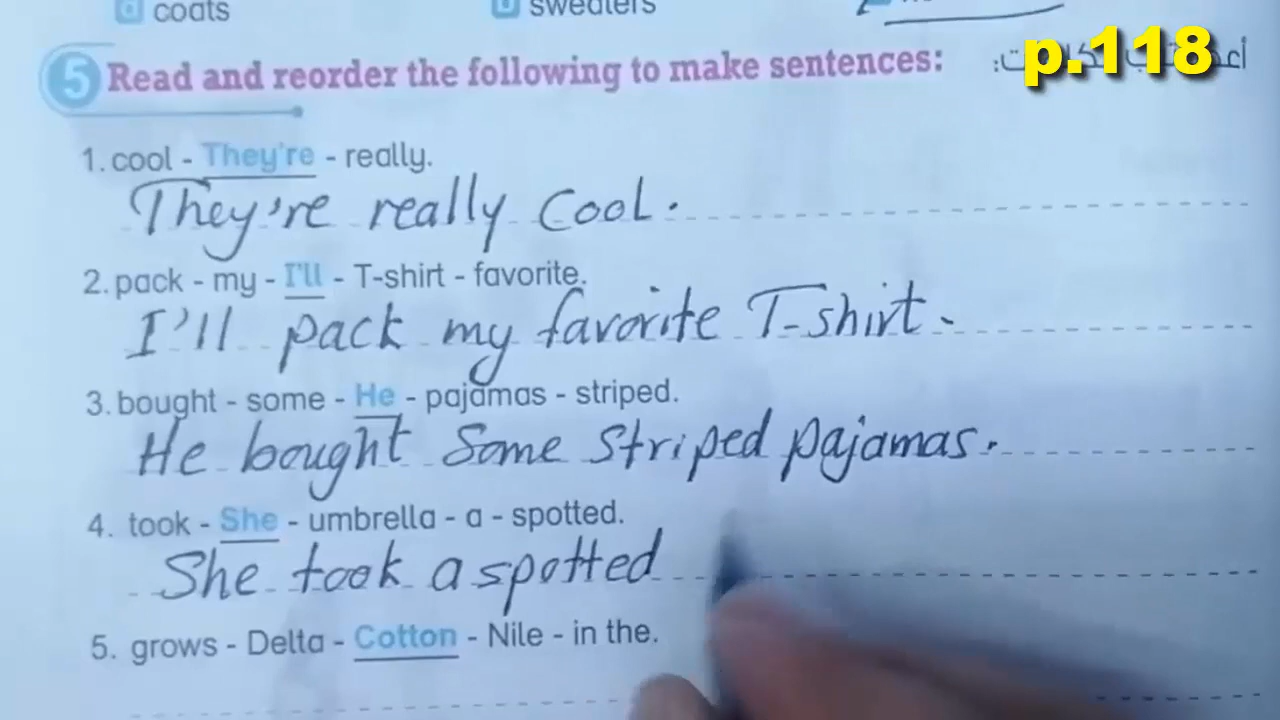 a coats
b sweaters
p.118
5 Read and reorder the following to make sentences:
1. cool - They're - really.
They're really Cool.
2. pack - my - I'll - T-shirt - favorite.
I'll pack my favorite T-shirt.
3. bought - some - He - pajamas - striped.
He bought Some Striped pajamas.
4. took - She - umbrella - a - spotted.
She took a spotted
5. grows - Delta - Cotton - Nile - in the.